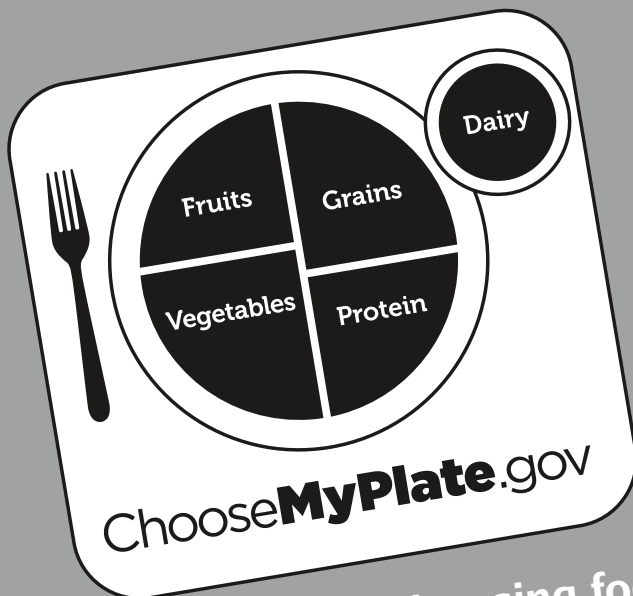 Dairy
Fruits
Grains
Vegetables
Protein
ChooseMyPlate.gov